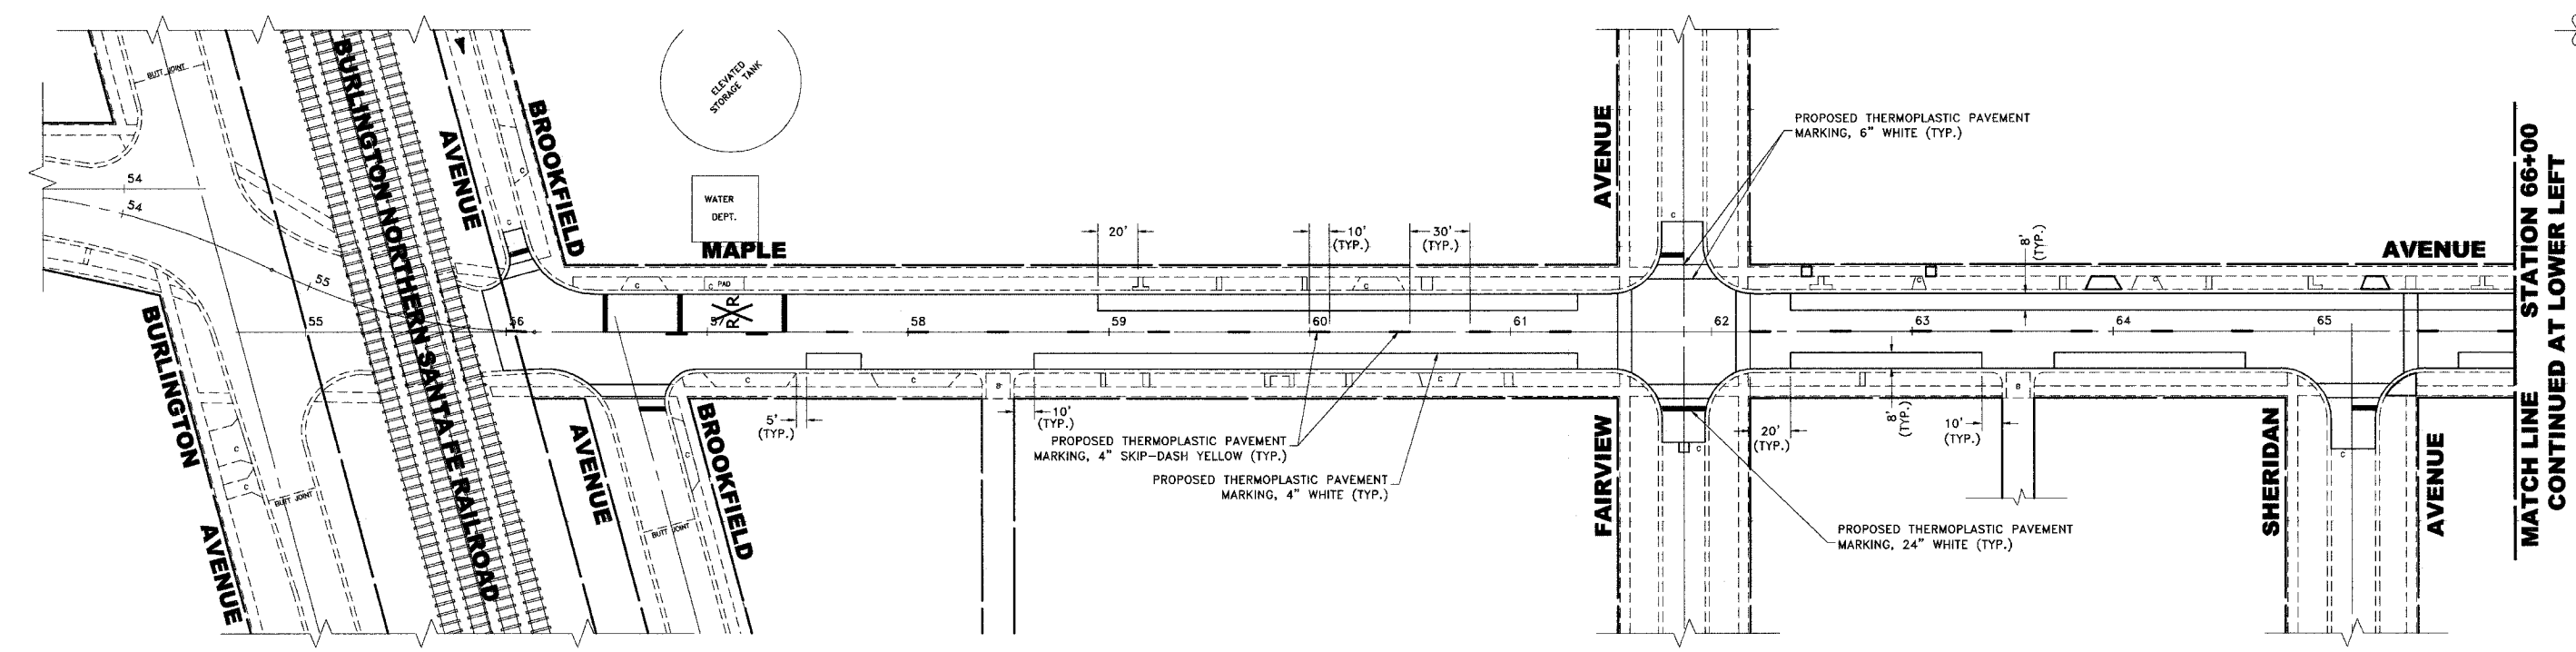 BUTT JOINT
BURLINGTON NORTHERN SANTA FE RAILROAD
AVENUE
BROOKFIELD
ELEVATED
STORAGE TANK
WATER
DEPT.
MAPLE
AVENUE
PROPOSED THERMOPLASTIC PAVEMENT
MARKING, 6" WHITE (TYP.)
AVENUE
STATION 66+00
CONTINUED AT LOWER LEFT
MATCH LINE
54
54
55
55
56
57
58
59
60
61
62
63
64
65
C
C
C
C PAD
R R
20'
10'
(TYP.)
30'
(TYP.)
C
C
C
C
8'
(TYP.)
BURLINGTON
AVENUE
C
C
BUTT JOINT
AVENUE
BROOKFIELD
C
BUTT JOINT
C
C
5'
(TYP.)
B
10'
(TYP.)
C
PROPOSED THERMOPLASTIC PAVEMENT
MARKING, 4" SKIP-DASH YELLOW (TYP.)
PROPOSED THERMOPLASTIC PAVEMENT
MARKING, 4" WHITE (TYP.)
FAIRVIEW
C
20'
(TYP.)
8'
(TYP.)
10'
(TYP.)
B
PROPOSED THERMOPLASTIC PAVEMENT
MARKING, 24" WHITE (TYP.)
SHERIDAN
C
AVENUE